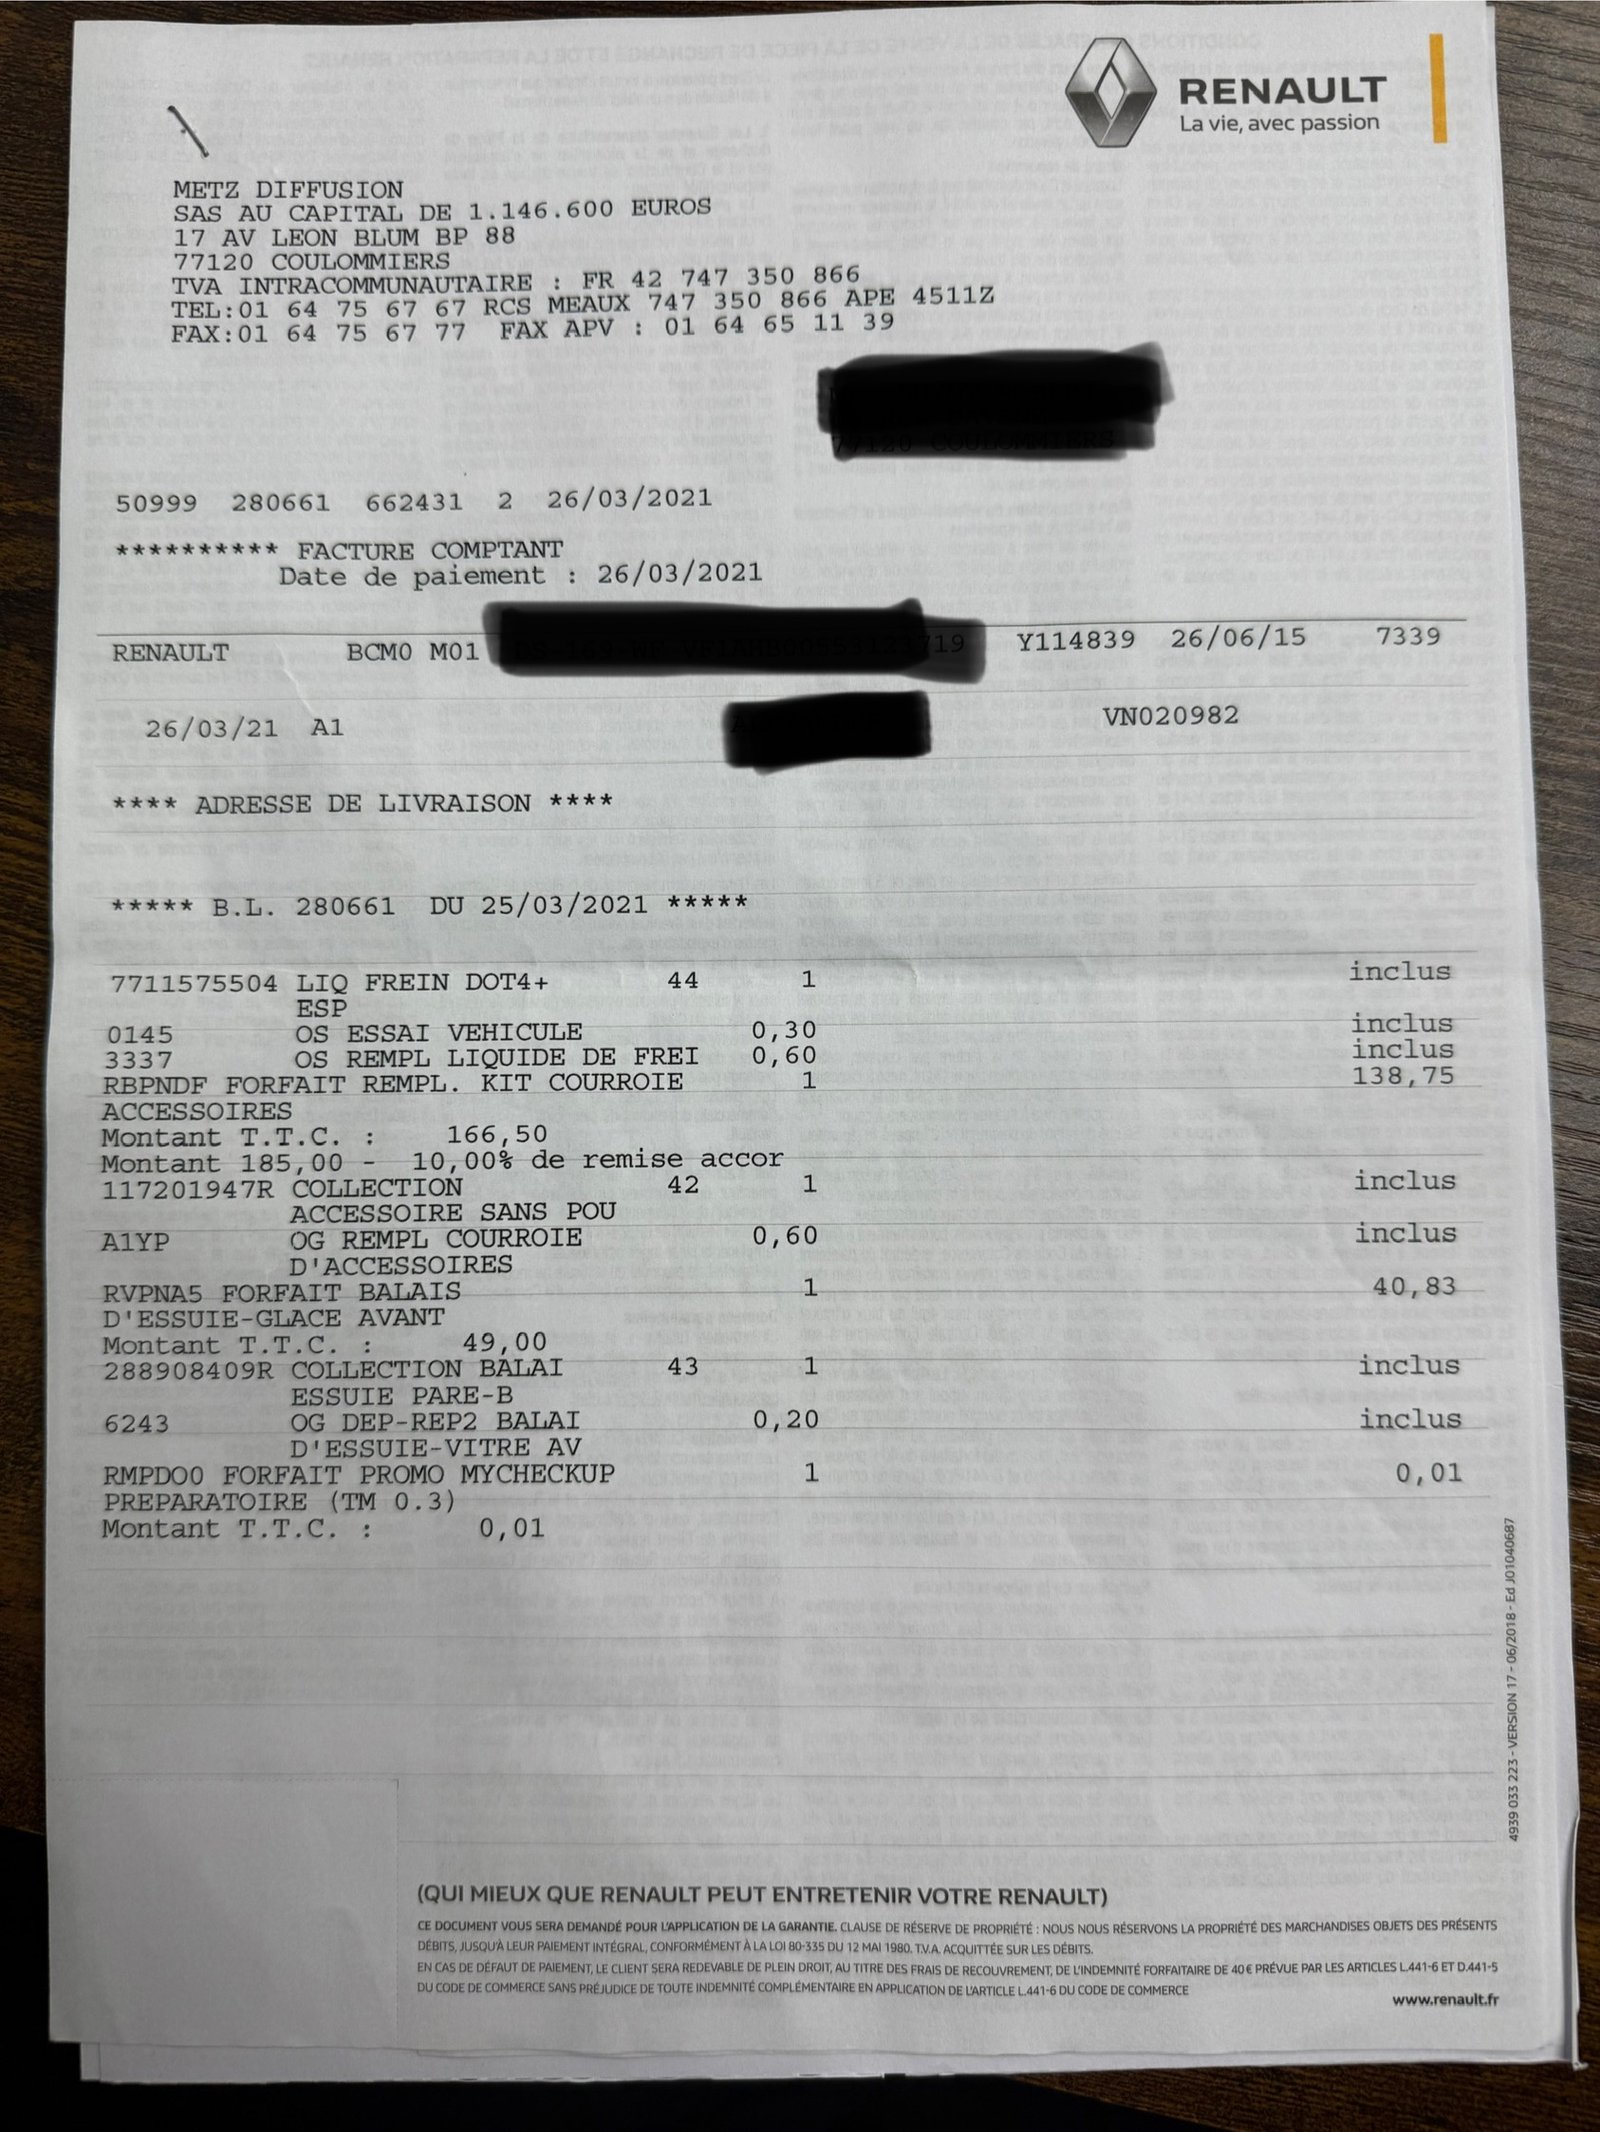 RENAULT
La vie, avec passion
METZ DIFFUSION
SAS AU CAPITAL DE 1.146.600 EUROS
17 AV LEON BLUM BP 88
77120 COULOMMIERS
TVA INTRACOMMUNAUTAIRE : FR 42 747 350 866
TEL:01 64 75 67 67 RCS MEAUX 747 350 866 APE 4511Z
FAX:01 64 75 67 77 FAX APV : 01 64 65 11 39
50999 280661 662431 2 26/03/2021
********** FACTURE COMPTANT
Date de paiement : 26/03/2021
RENAULT BCM0 M01 Y114839 26/06/15 7339
26/03/21 A1 VN020982
**** ADRESSE DE LIVRAISON ****
***** B.L. 280661 DU 25/03/2021 *****
7711575504 LIQ FREIN DOT4+ 44 1 inclus
ESP
0145 OS ESSAI VEHICULE 0,30 inclus
3337 OS REMPL LIQUIDE DE FREI 0,60 inclus
RBPNDF FORFAIT REMPL. KIT COURROIE 1 138,75
ACCESSOIRES
Montant T.T.C. : 166,50
Montant 185,00 - 10,00% de remise accor
117201947R COLLECTION 42 1 inclus
ACCESSOIRE SANS POU
A1YP OG REMPL COURROIE 0,60 inclus
D'ACCESSOIRES
RVPNA5 FORFAIT BALAIS 1 40,83
D'ESSUIE-GLACE AVANT
Montant T.T.C. : 49,00
288908409R COLLECTION BALAI 43 1 inclus
ESSUIE PARE-B
6243 OG DEP-REP2 BALAI 0,20 inclus
D'ESSUIE-VITRE AV
RMPDO0 FORFAIT PROMO MYCHECKUP 1 0,01
PREPARATOIRE (TM 0.3)
Montant T.T.C. : 0,01
4939 033 223 - VERSION 17 - 06/2018 - Ed J01040687
(QUI MIEUX QUE RENAULT PEUT ENTRETENIR VOTRE RENAULT)
CE DOCUMENT VOUS SERA DEMANDÉ POUR L'APPLICATION DE LA GARANTIE. CLAUSE DE RÉSERVE DE PROPRIÉTÉ : NOUS NOUS RÉSERVONS LA PROPRIÉTÉ DES MARCHANDISES OBJETS DES PRÉSENTS
DÉBITS, JUSQU'À LEUR PAIEMENT INTÉGRAL, CONFORMÉMENT À LA LOI 80-335 DU 12 MAI 1980. T.V.A. ACQUITTÉE SUR LES DÉBITS.
EN CAS DE DÉFAUT DE PAIEMENT, LE CLIENT SERA REDEVABLE DE PLEIN DROIT, AU TITRE DES FRAIS DE RECOUVREMENT, DE L'INDEMNITÉ FORFAITAIRE DE 40 € PRÉVUE PAR LES ARTICLES L.441-6 ET D.441-5
DU CODE DE COMMERCE SANS PRÉJUDICE DE TOUTE INDEMNITÉ COMPLÉMENTAIRE EN APPLICATION DE L'ARTICLE L.441-6 DU CODE DE COMMERCE
www.renault.fr